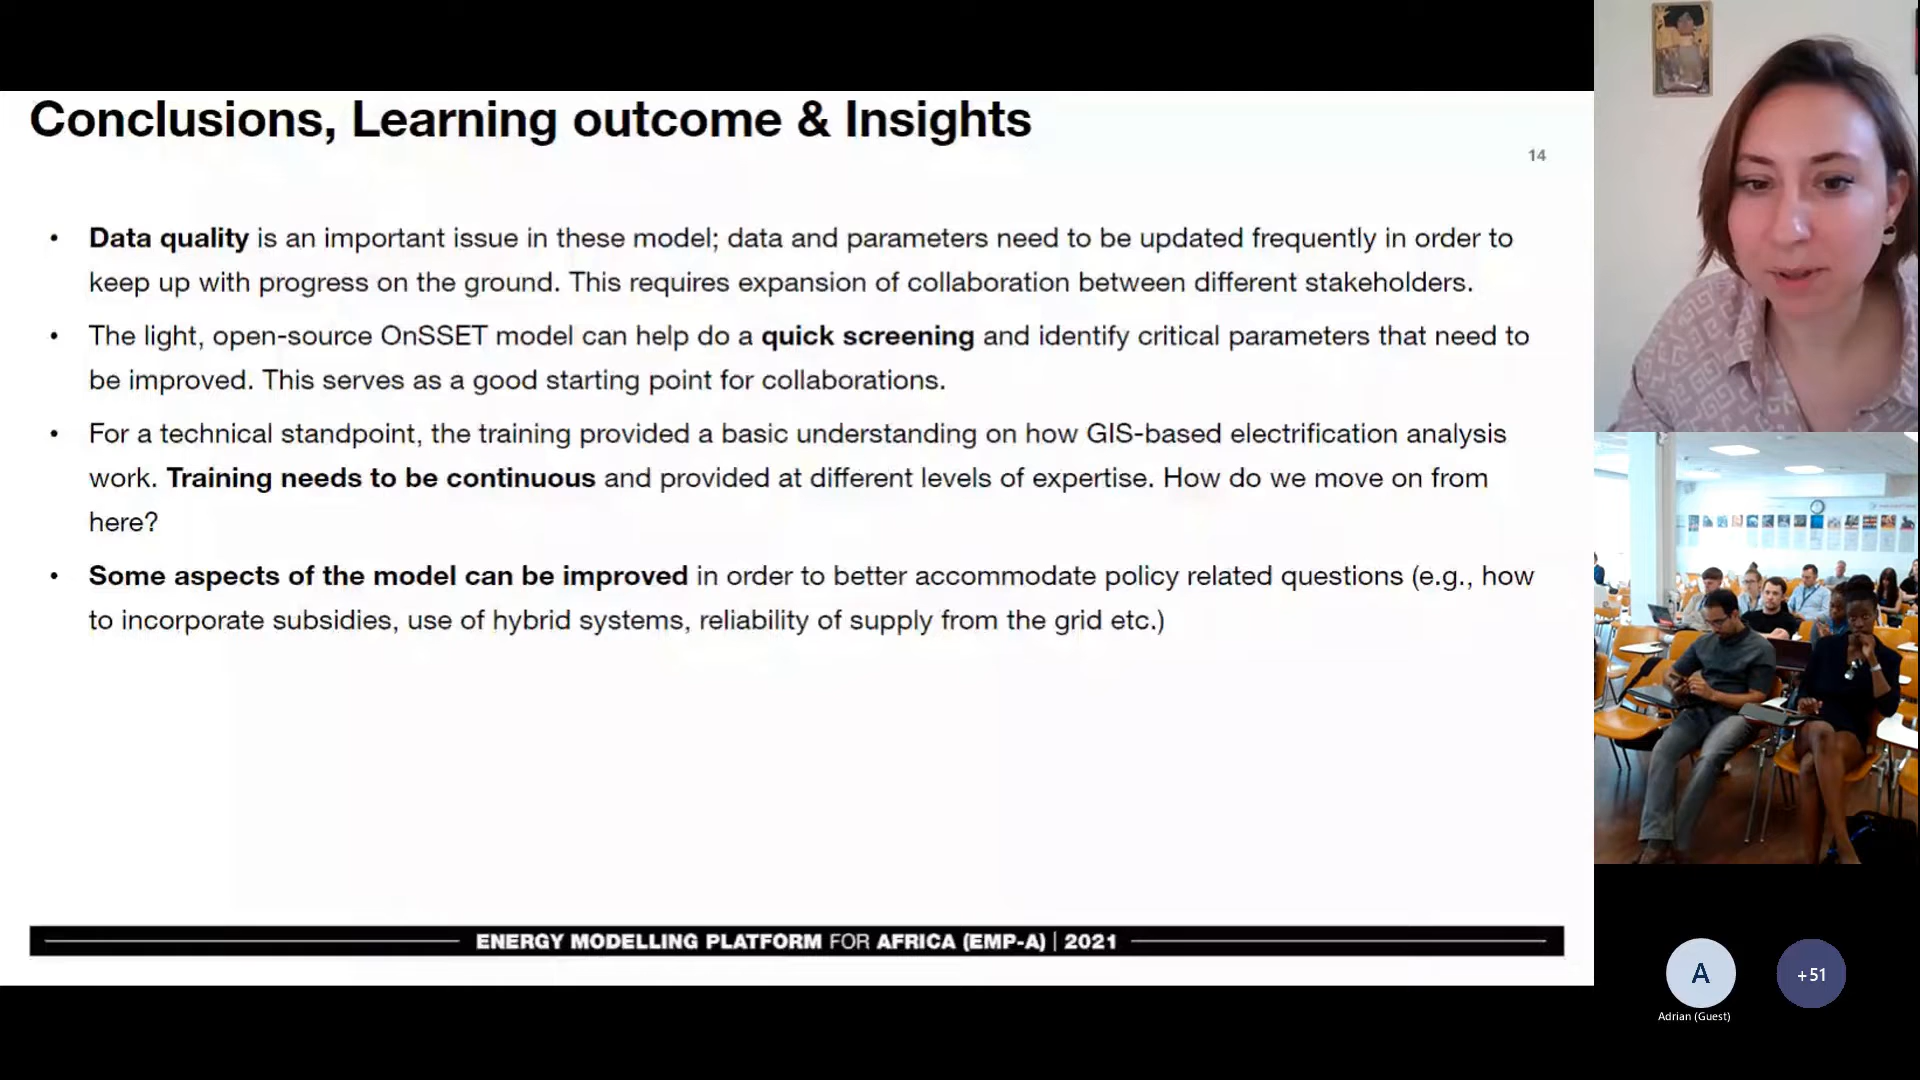 Conclusions, Learning outcome & Insights
14
• Data quality is an important issue in these model; data and parameters need to be updated frequently in order to
keep up with progress on the ground. This requires expansion of collaboration between different stakeholders.
• The light, open-source OnSSET model can help do a quick screening and identify critical parameters that need to
be improved. This serves as a good starting point for collaborations.
• For a technical standpoint, the training provided a basic understanding on how GIS-based electrification analysis
work. Training needs to be continuous and provided at different levels of expertise. How do we move on from
here?
• Some aspects of the model can be improved in order to better accommodate policy related questions (e.g., how
to incorporate subsidies, use of hybrid systems, reliability of supply from the grid etc.)
ENERGY MODELLING PLATFORM FOR AFRICA (EMP-A) | 2021
A
+51
Adrian (Guest)